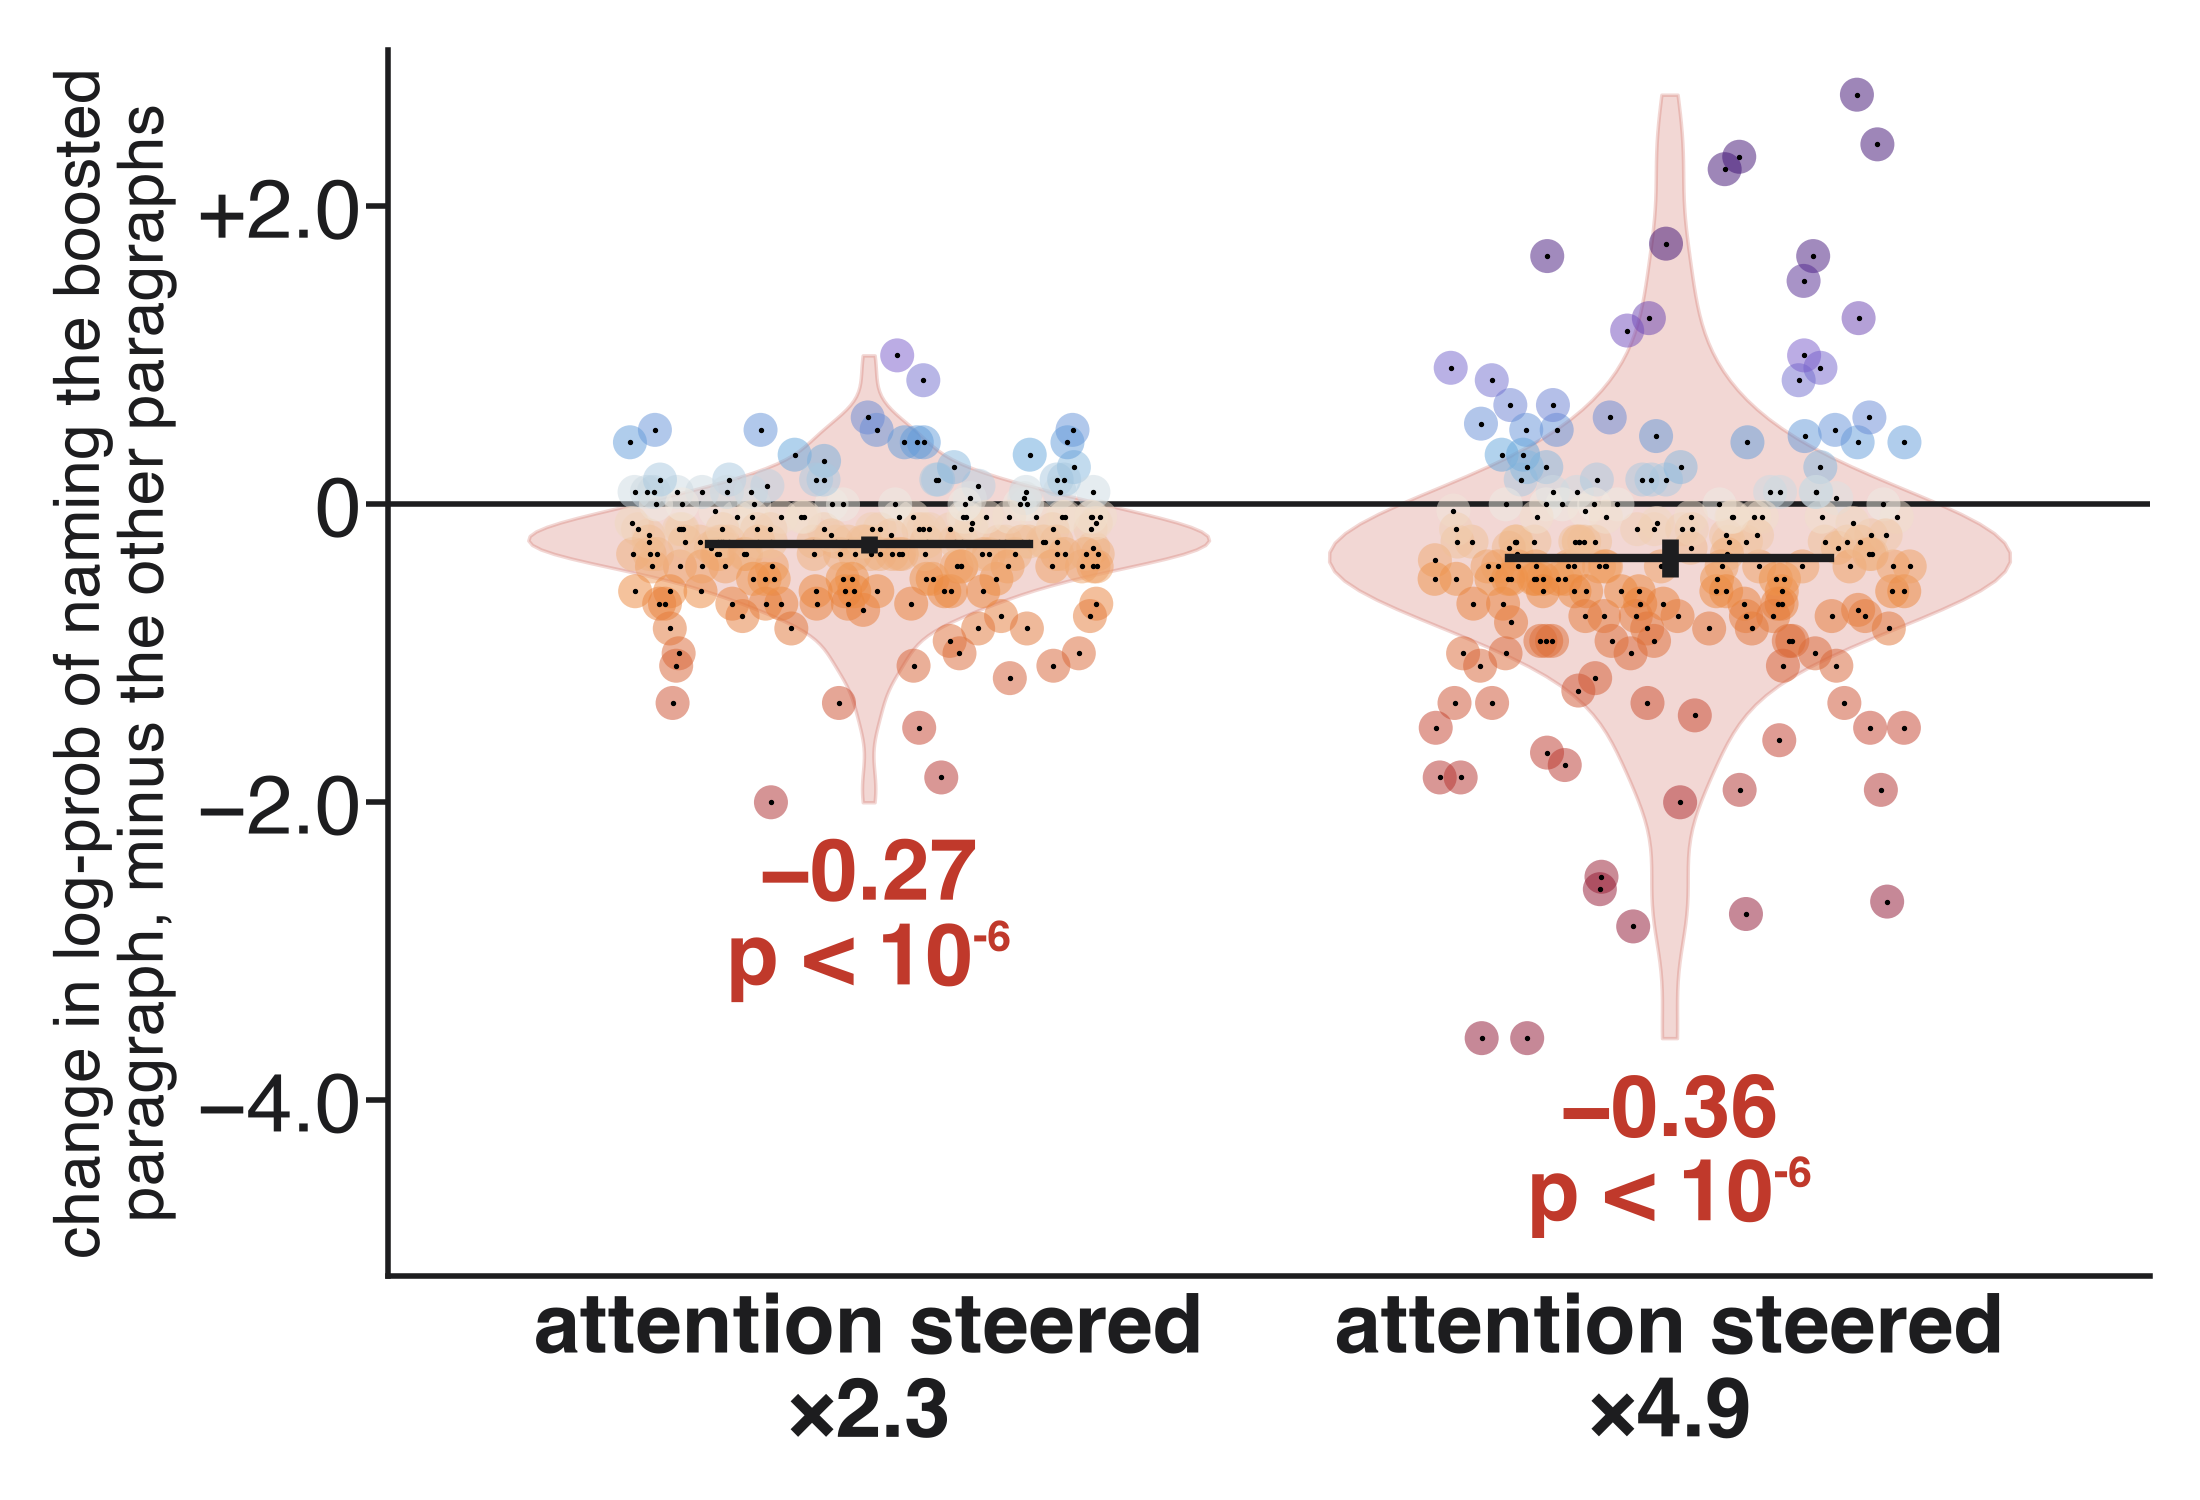 change in log-prob of naming the boosted
paragraph, minus the other paragraphs
+2.0
0
−2.0
−4.0
−0.27
p < 10⁻⁶
−0.36
p < 10⁻⁶
attention steered
×2.3
attention steered
×4.9